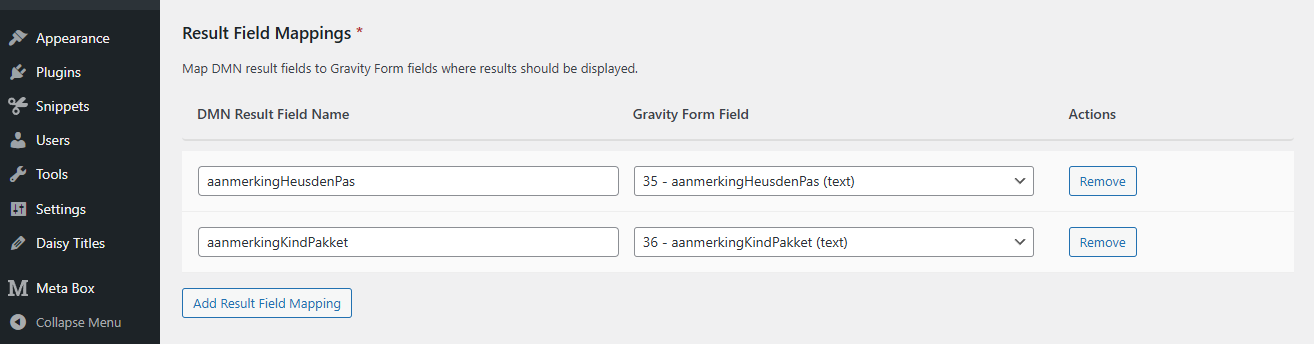 Appearance
Plugins
Snippets
Users
Tools
Settings
Daisy Titles
Meta Box
Collapse Menu
Result Field Mappings *
Map DMN result fields to Gravity Form fields where results should be displayed.
DMN Result Field Name Gravity Form Field Actions
aanmerkingHeusdenPas 35 - aanmerkingHeusdenPas (text) Remove
aanmerkingKindPakket 36 - aanmerkingKindPakket (text) Remove
Add Result Field Mapping